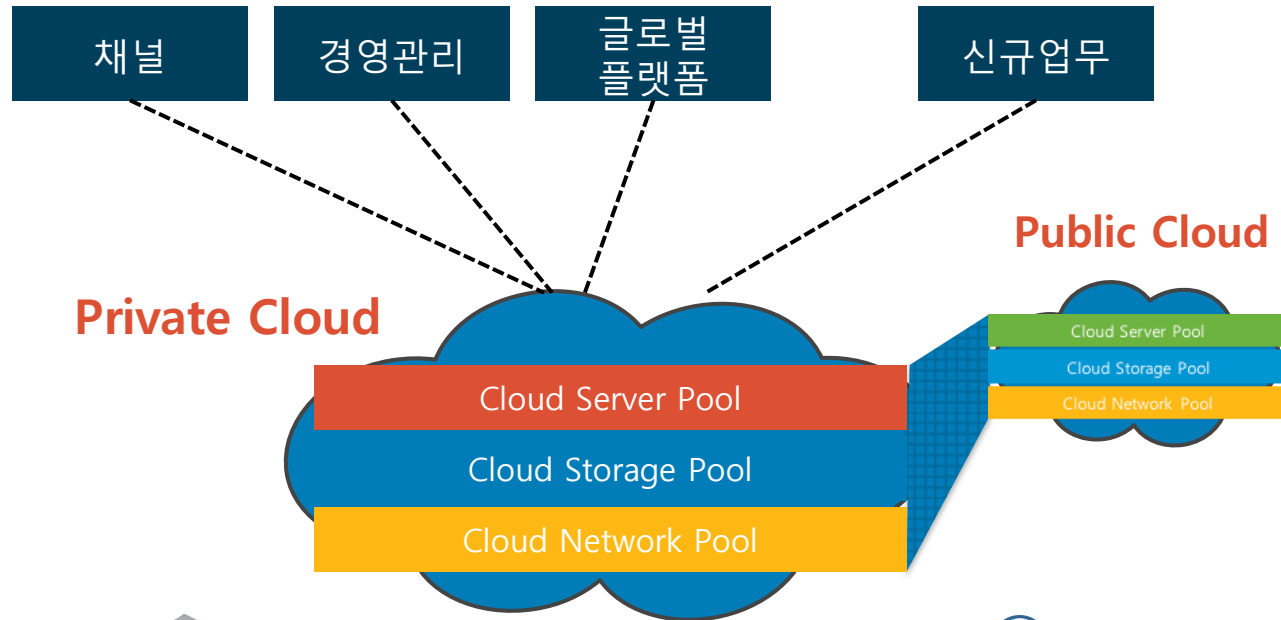 채널
경영관리
글로벌
플랫폼
신규업무
Public Cloud
Private Cloud
Cloud Server Pool
Cloud Storage Pool
Cloud Network Pool
Cloud Server Pool
Cloud Storage Pool
Cloud Network Pool